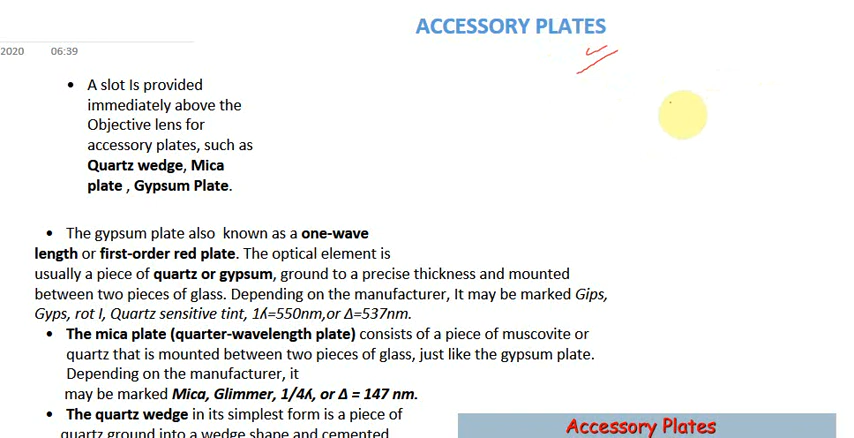 ACCESSORY PLATES
2020 06:39
• A slot Is provided
immediately above the
Objective lens for
accessory plates, such as
Quartz wedge, Mica
plate , Gypsum Plate.
• The gypsum plate also known as a one-wave
length or first-order red plate. The optical element is
usually a piece of quartz or gypsum, ground to a precise thickness and mounted
between two pieces of glass. Depending on the manufacturer, It may be marked Gips,
Gyps, rot I, Quartz sensitive tint, 1ʎ=550nm,or Δ=537nm.
• The mica plate (quarter-wavelength plate) consists of a piece of muscovite or
quartz that is mounted between two pieces of glass, just like the gypsum plate.
Depending on the manufacturer, it
may be marked Mica, Glimmer, 1/4ʎ, or Δ = 147 nm.
• The quartz wedge in its simplest form is a piece of
quartz ground into a wedge shape and cemented
Accessory Plates